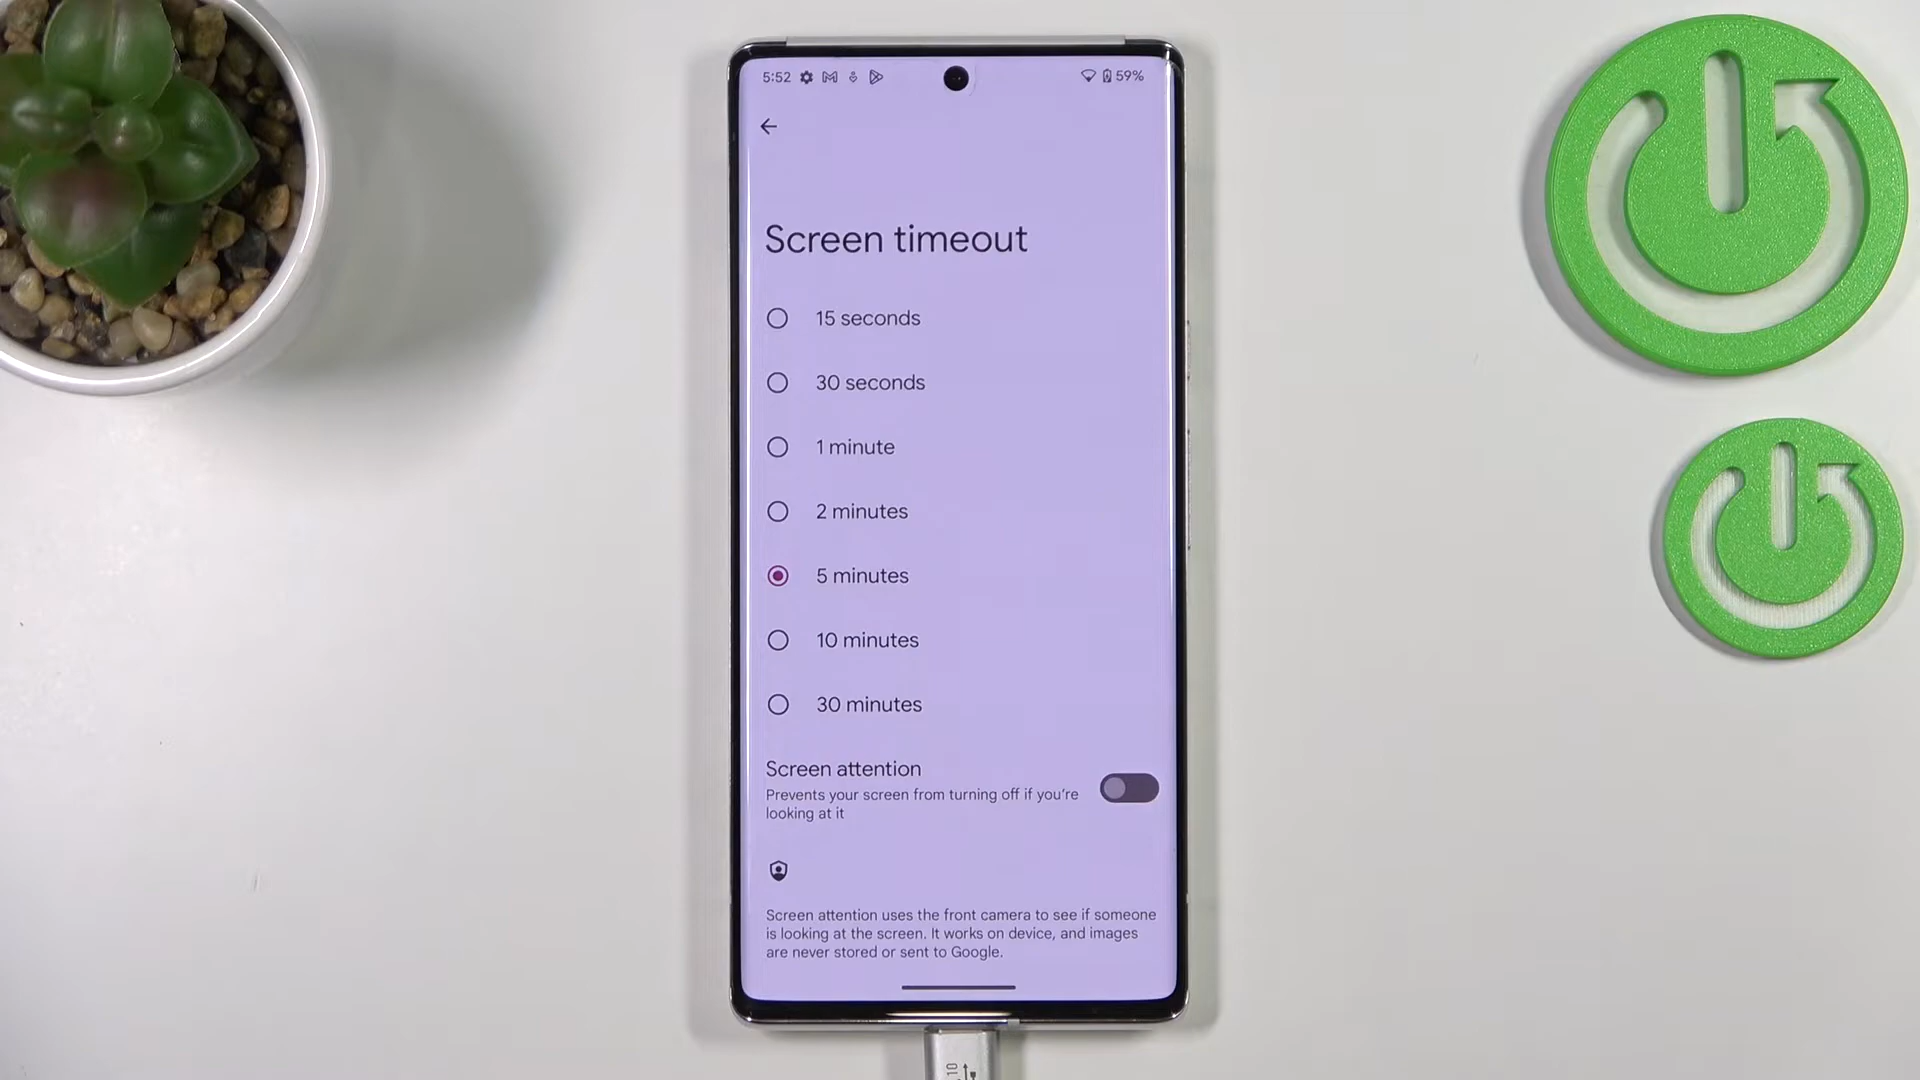 5:52 59%
Screen timeout
15 seconds
30 seconds
1 minute
2 minutes
5 minutes
10 minutes
30 minutes
Screen attention
Prevents your screen from turning off if you're
looking at it
Screen attention uses the front camera to see if someone
is looking at the screen. It works on device, and images
are never stored or sent to Google.
10